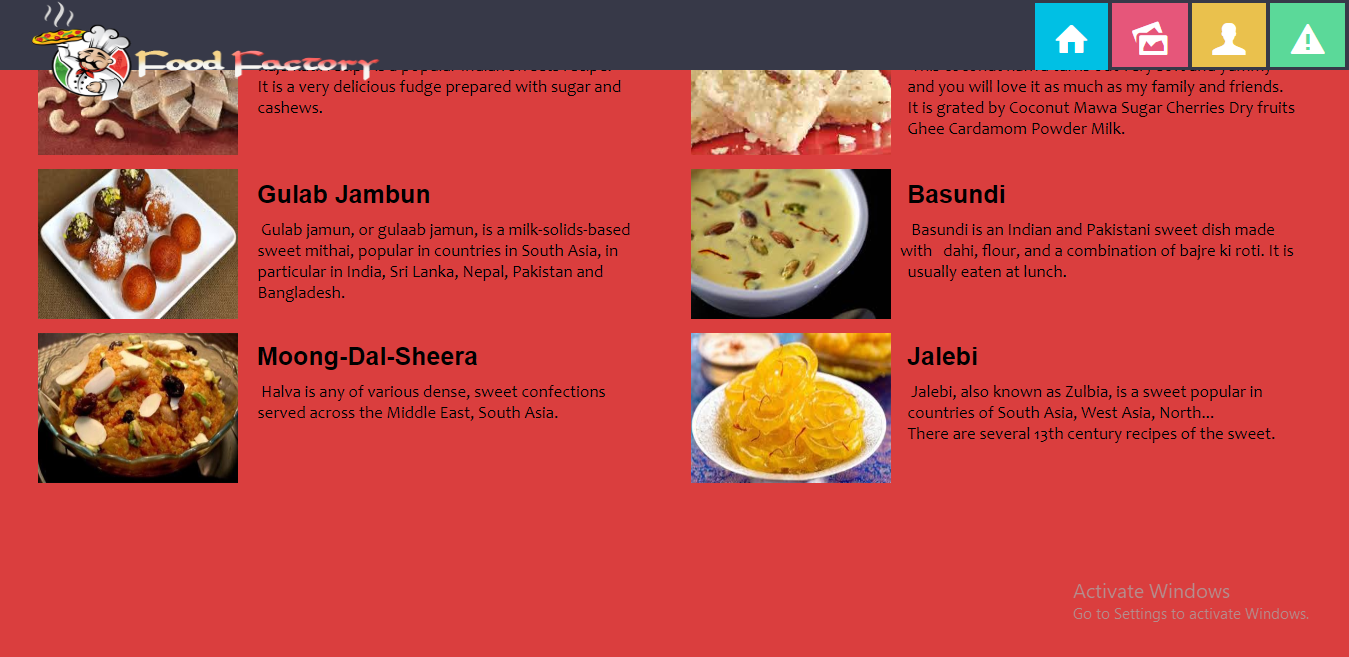 Food Factory
It is a very delicious fudge prepared with sugar and
cashews.
and you will love it as much as my family and friends.
It is grated by Coconut Mawa Sugar Cherries Dry fruits
Ghee Cardamom Powder Milk.
Gulab Jambun
Gulab jamun, or gulaab jamun, is a milk-solids-based
sweet mithai, popular in countries in South Asia, in
particular in India, Sri Lanka, Nepal, Pakistan and
Bangladesh.
Basundi
Basundi is an Indian and Pakistani sweet dish made
with dahi, flour, and a combination of bajre ki roti. It is
usually eaten at lunch.
Moong-Dal-Sheera
Halva is any of various dense, sweet confections
served across the Middle East, South Asia.
Jalebi
Jalebi, also known as Zulbia, is a sweet popular in
countries of South Asia, West Asia, North...
There are several 13th century recipes of the sweet.
Activate Windows
Go to Settings to activate Windows.